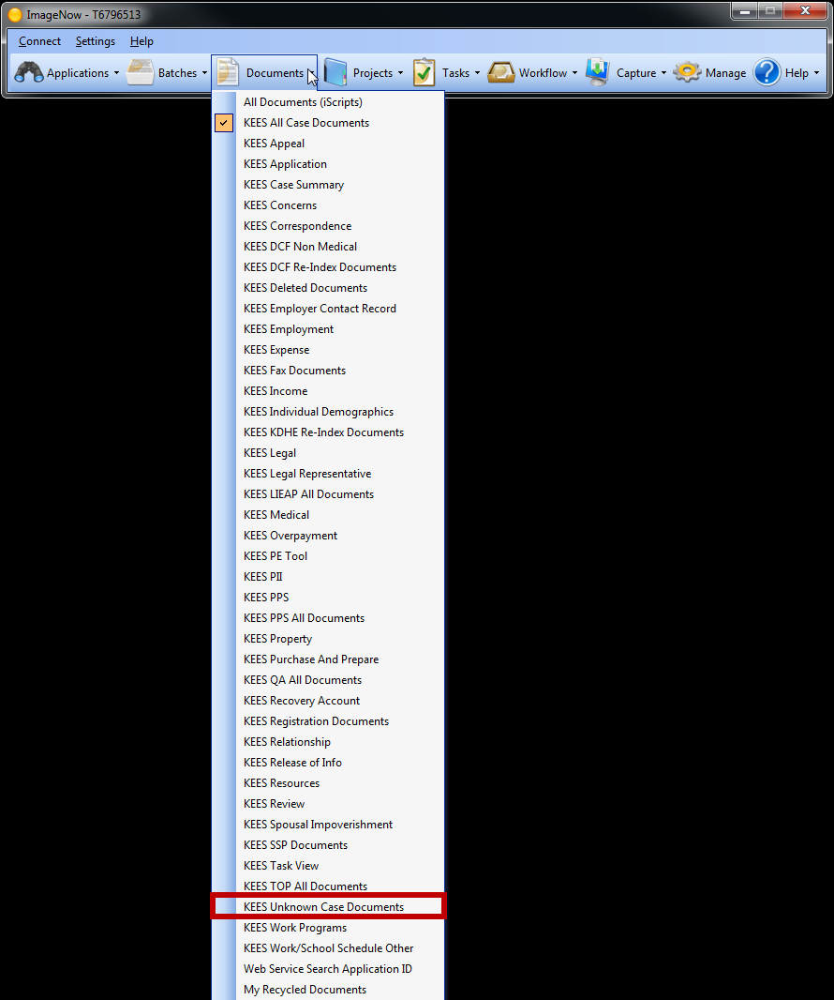 ImageNow - T6796513
Connect Settings Help
Applications Batches Documents Projects Tasks Workflow Capture Manage Help
All Documents (iScripts)
KEES All Case Documents
KEES Appeal
KEES Application
KEES Case Summary
KEES Concerns
KEES Correspondence
KEES DCF Non Medical
KEES DCF Re-Index Documents
KEES Deleted Documents
KEES Employer Contact Record
KEES Employment
KEES Expense
KEES Fax Documents
KEES Income
KEES Individual Demographics
KEES KDHE Re-Index Documents
KEES Legal
KEES Legal Representative
KEES LIEAP All Documents
KEES Medical
KEES Overpayment
KEES PE Tool
KEES PII
KEES PPS
KEES PPS All Documents
KEES Property
KEES Purchase And Prepare
KEES QA All Documents
KEES Recovery Account
KEES Registration Documents
KEES Relationship
KEES Release of Info
KEES Resources
KEES Review
KEES Spousal Impoverishment
KEES SSP Documents
KEES Task View
KEES TOP All Documents
KEES Unknown Case Documents
KEES Work Programs
KEES Work/School Schedule Other
Web Service Search Application ID
My Recycled Documents